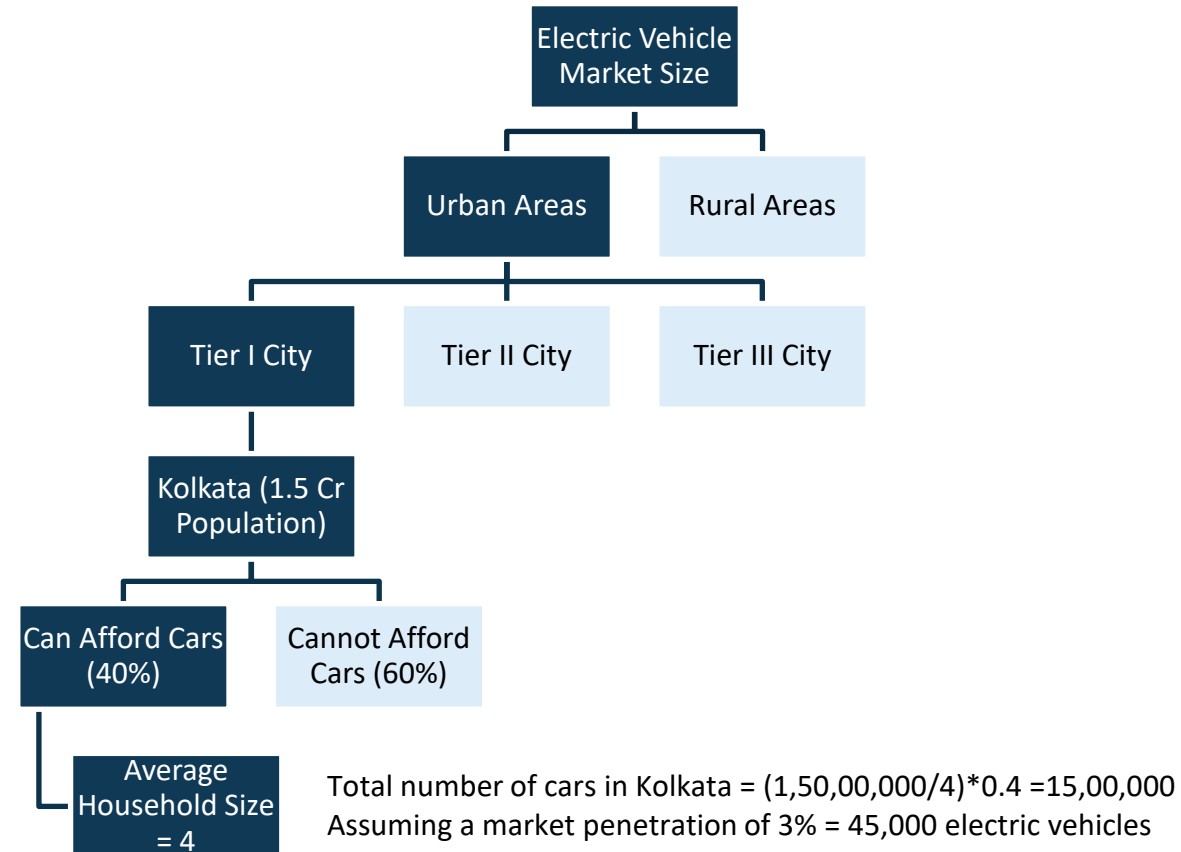 Electric Vehicle
Market Size
Urban Areas
Rural Areas
Tier I City
Tier II City
Tier III City
Kolkata (1.5 Cr
Population)
Can Afford Cars
(40%)
Cannot Afford
Cars (60%)
Average
Household Size
= 4
Total number of cars in Kolkata = (1,50,00,000/4)*0.4 =15,00,000
Assuming a market penetration of 3% = 45,000 electric vehicles